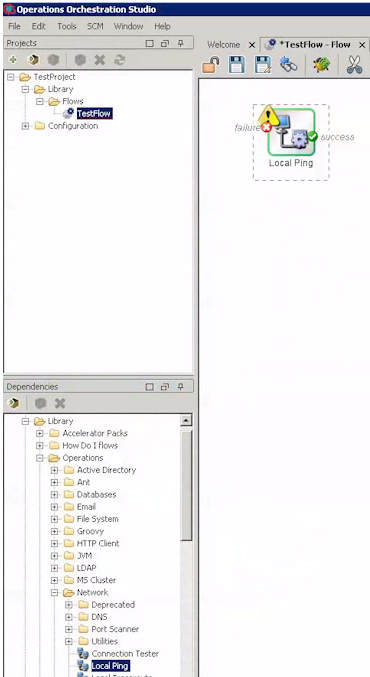 Operations Orchestration Studio
File Edit Tools SCM Window Help
Projects
TestProject
Library
Flows
TestFlow
Configuration
Welcome *TestFlow - Flow
failure
success
Local Ping
Dependencies
Library
Accelerator Packs
How Do I flows
Operations
Active Directory
Ant
Databases
Email
File System
Groovy
HTTP Client
JVM
LDAP
MS Cluster
Network
Deprecated
DNS
Port Scanner
Utilities
Connection Tester
Local Ping